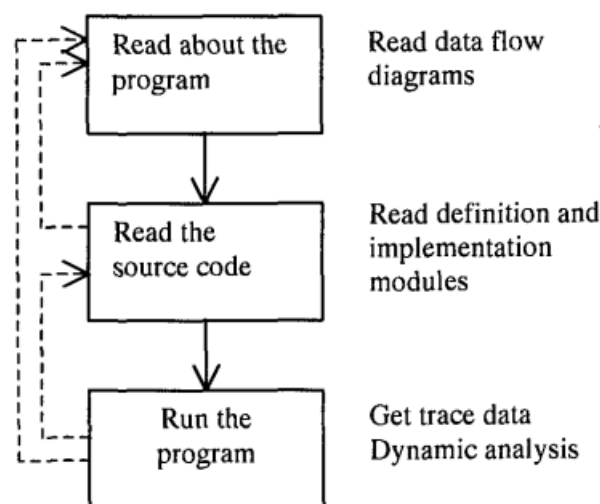 Read about the
program
Read data flow
diagrams
Read the
source code
Read definition and
implementation
modules
Run the
program
Get trace data
Dynamic analysis